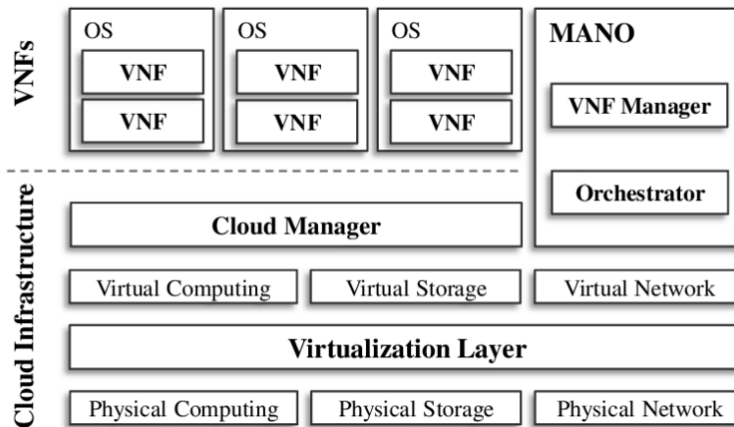 VNFs
OS
VNF
VNF
OS
VNF
VNF
OS
VNF
VNF
MANO
VNF Manager
Orchestrator
Cloud Infrastructure
Cloud Manager
Virtual Computing
Virtual Storage
Virtual Network
Virtualization Layer
Physical Computing
Physical Storage
Physical Network